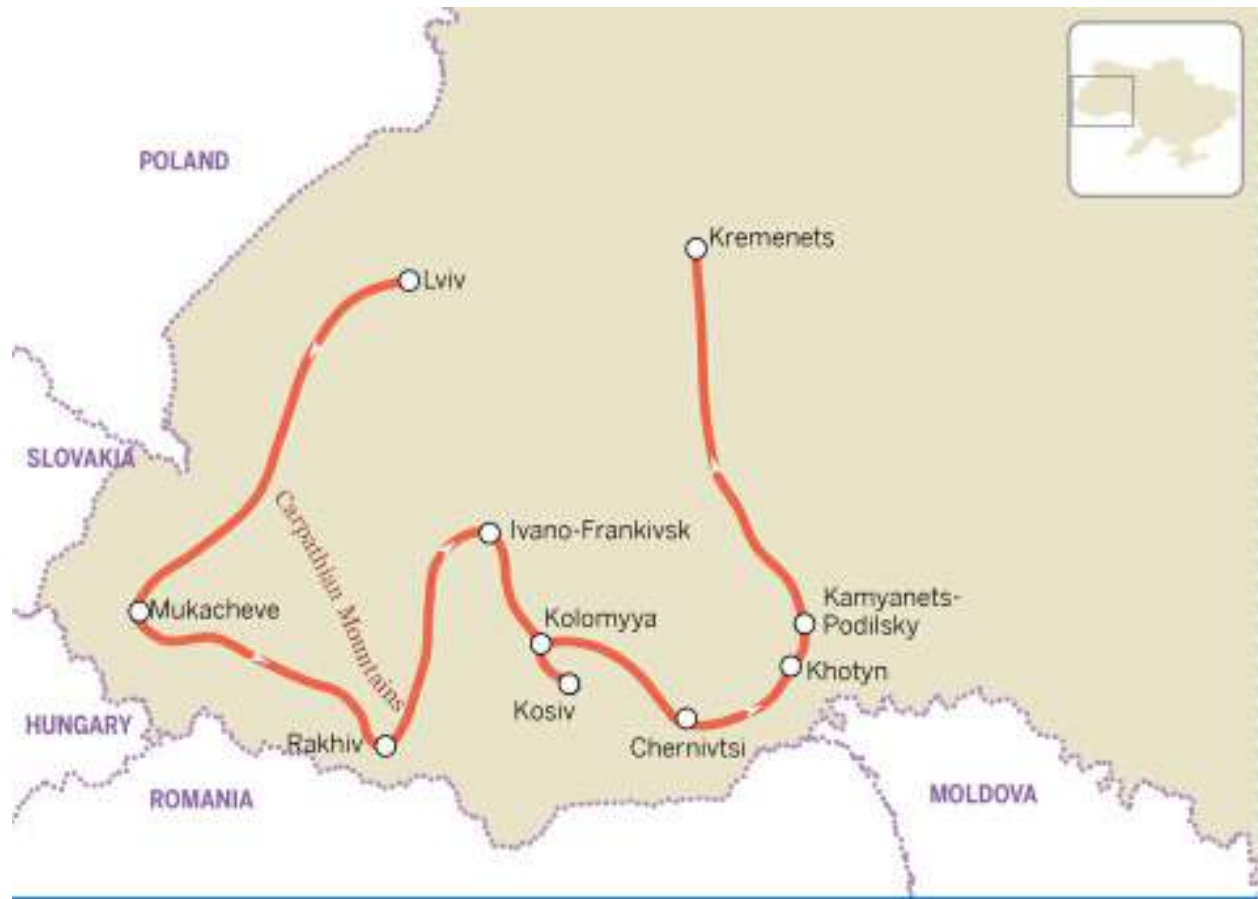 POLAND
Kremenets
Lviv
SLOVAKIA
Carpathian Mountains
Ivano-Frankivsk
Mukacheve
Kolomyya
Kamyanets-
Podilsky
Khotyn
Kosiv
HUNGARY
Rakhiv
Chernivtsi
ROMANIA
MOLDOVA